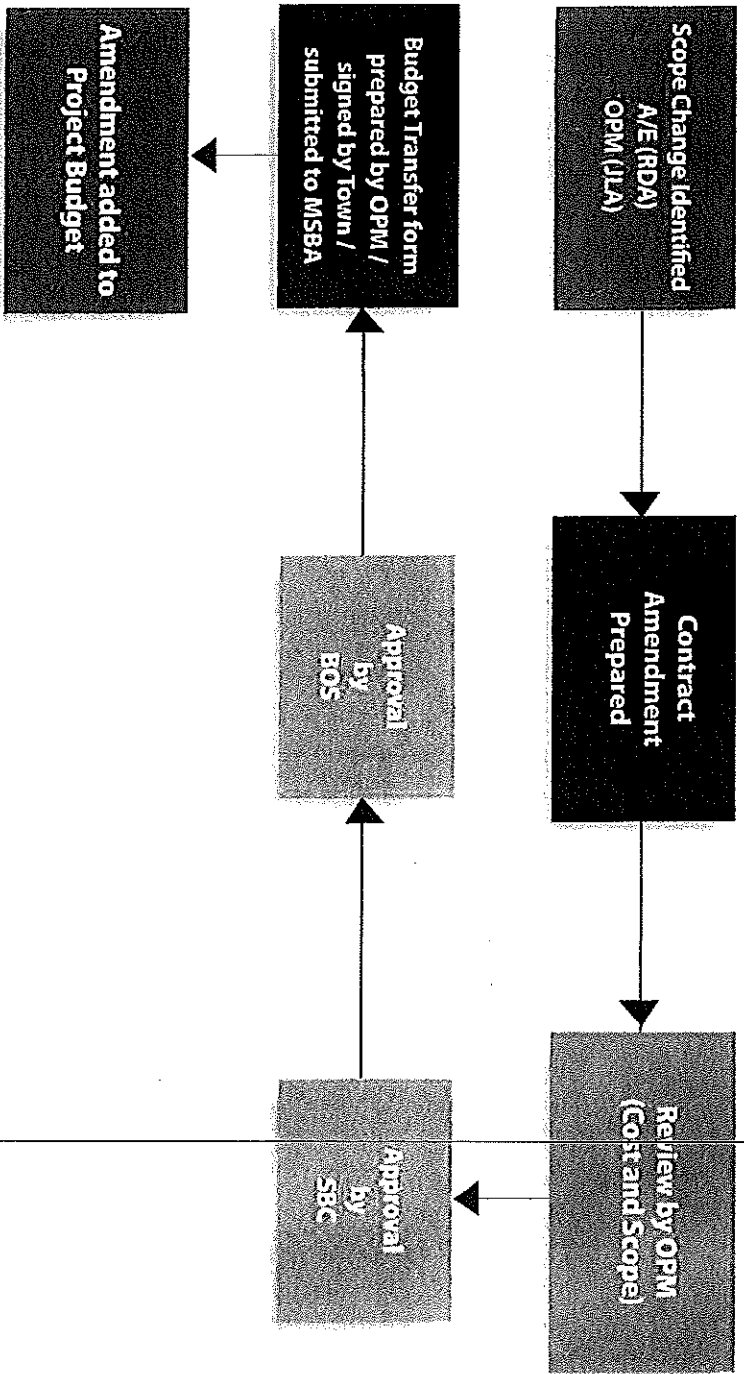 Scope Change Identified
A/E (RDA)
OPM (JLA)
Contract
Amendment
Prepared
Review by OPM
(Cost and Scope)
Approval
by
SBC
Approval
by
BOS
Budget Transfer form
prepared by OPM /
signed by Town /
submitted to MSBA
Amendment added to
Project Budget